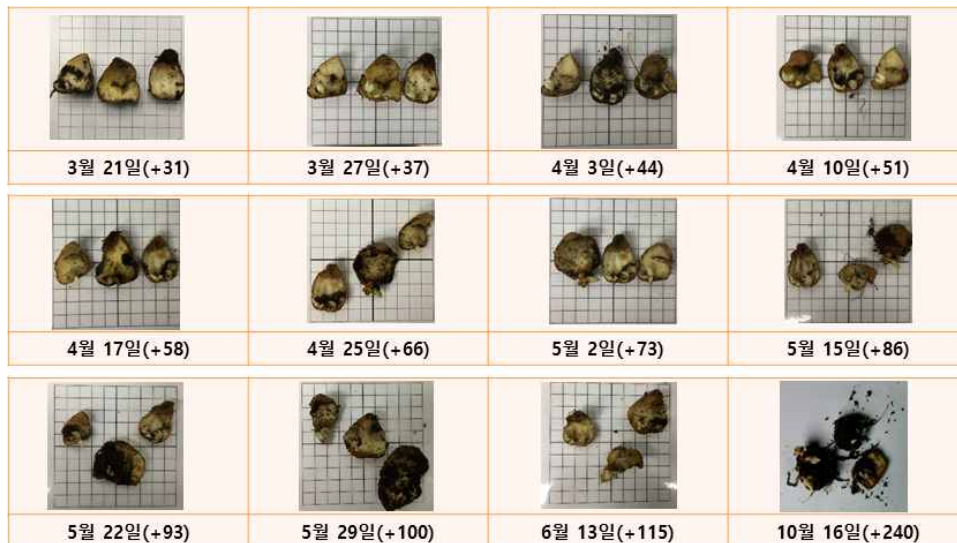 3월 21일(+31)
3월 27일(+37)
4월 3일(+44)
4월 10일(+51)
4월 17일(+58)
4월 25일(+66)
5월 2일(+73)
5월 15일(+86)
5월 22일(+93)
5월 29일(+100)
6월 13일(+115)
10월 16일(+240)